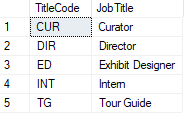 TitleCode JobTitle
1 CUR Curator
2 DIR Director
3 ED Exhibit Designer
4 INT Intern
5 TG Tour Guide